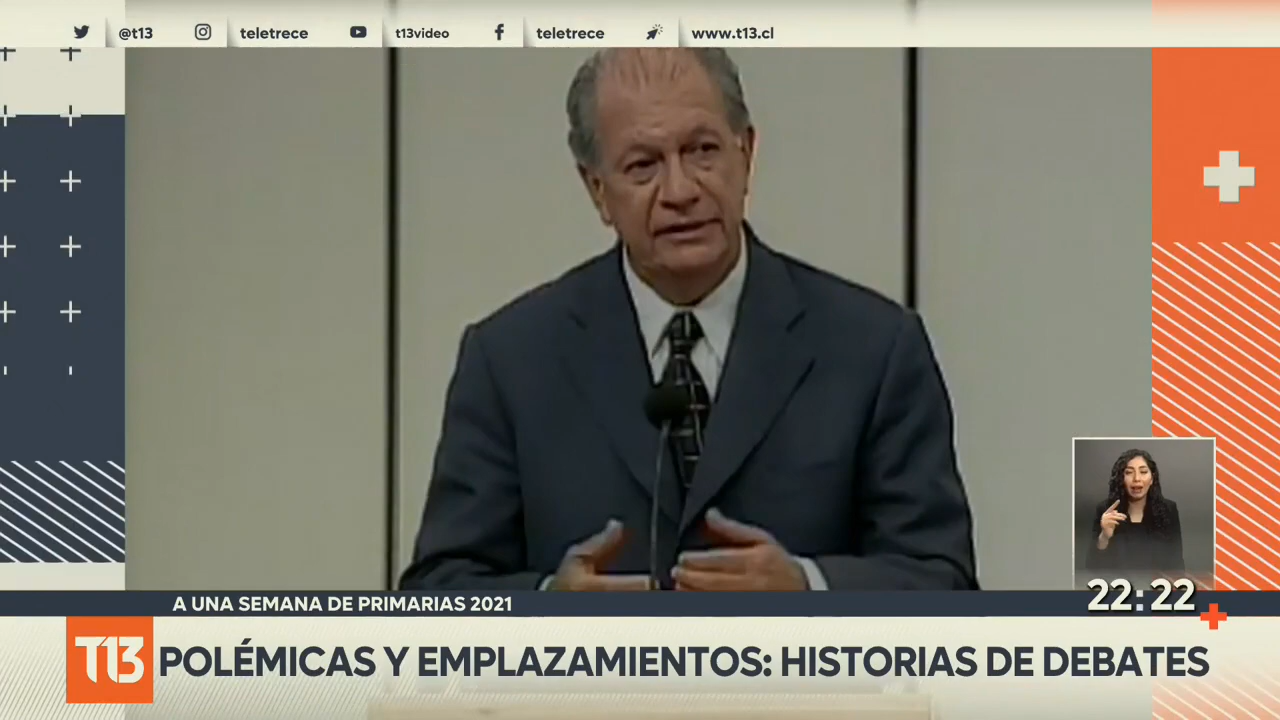 @t13 teletrece t13video teletrece www.t13.cl
22:22
A UNA SEMANA DE PRIMARIAS 2021
T13 POLÉMICAS Y EMPLAZAMIENTOS: HISTORIAS DE DEBATES